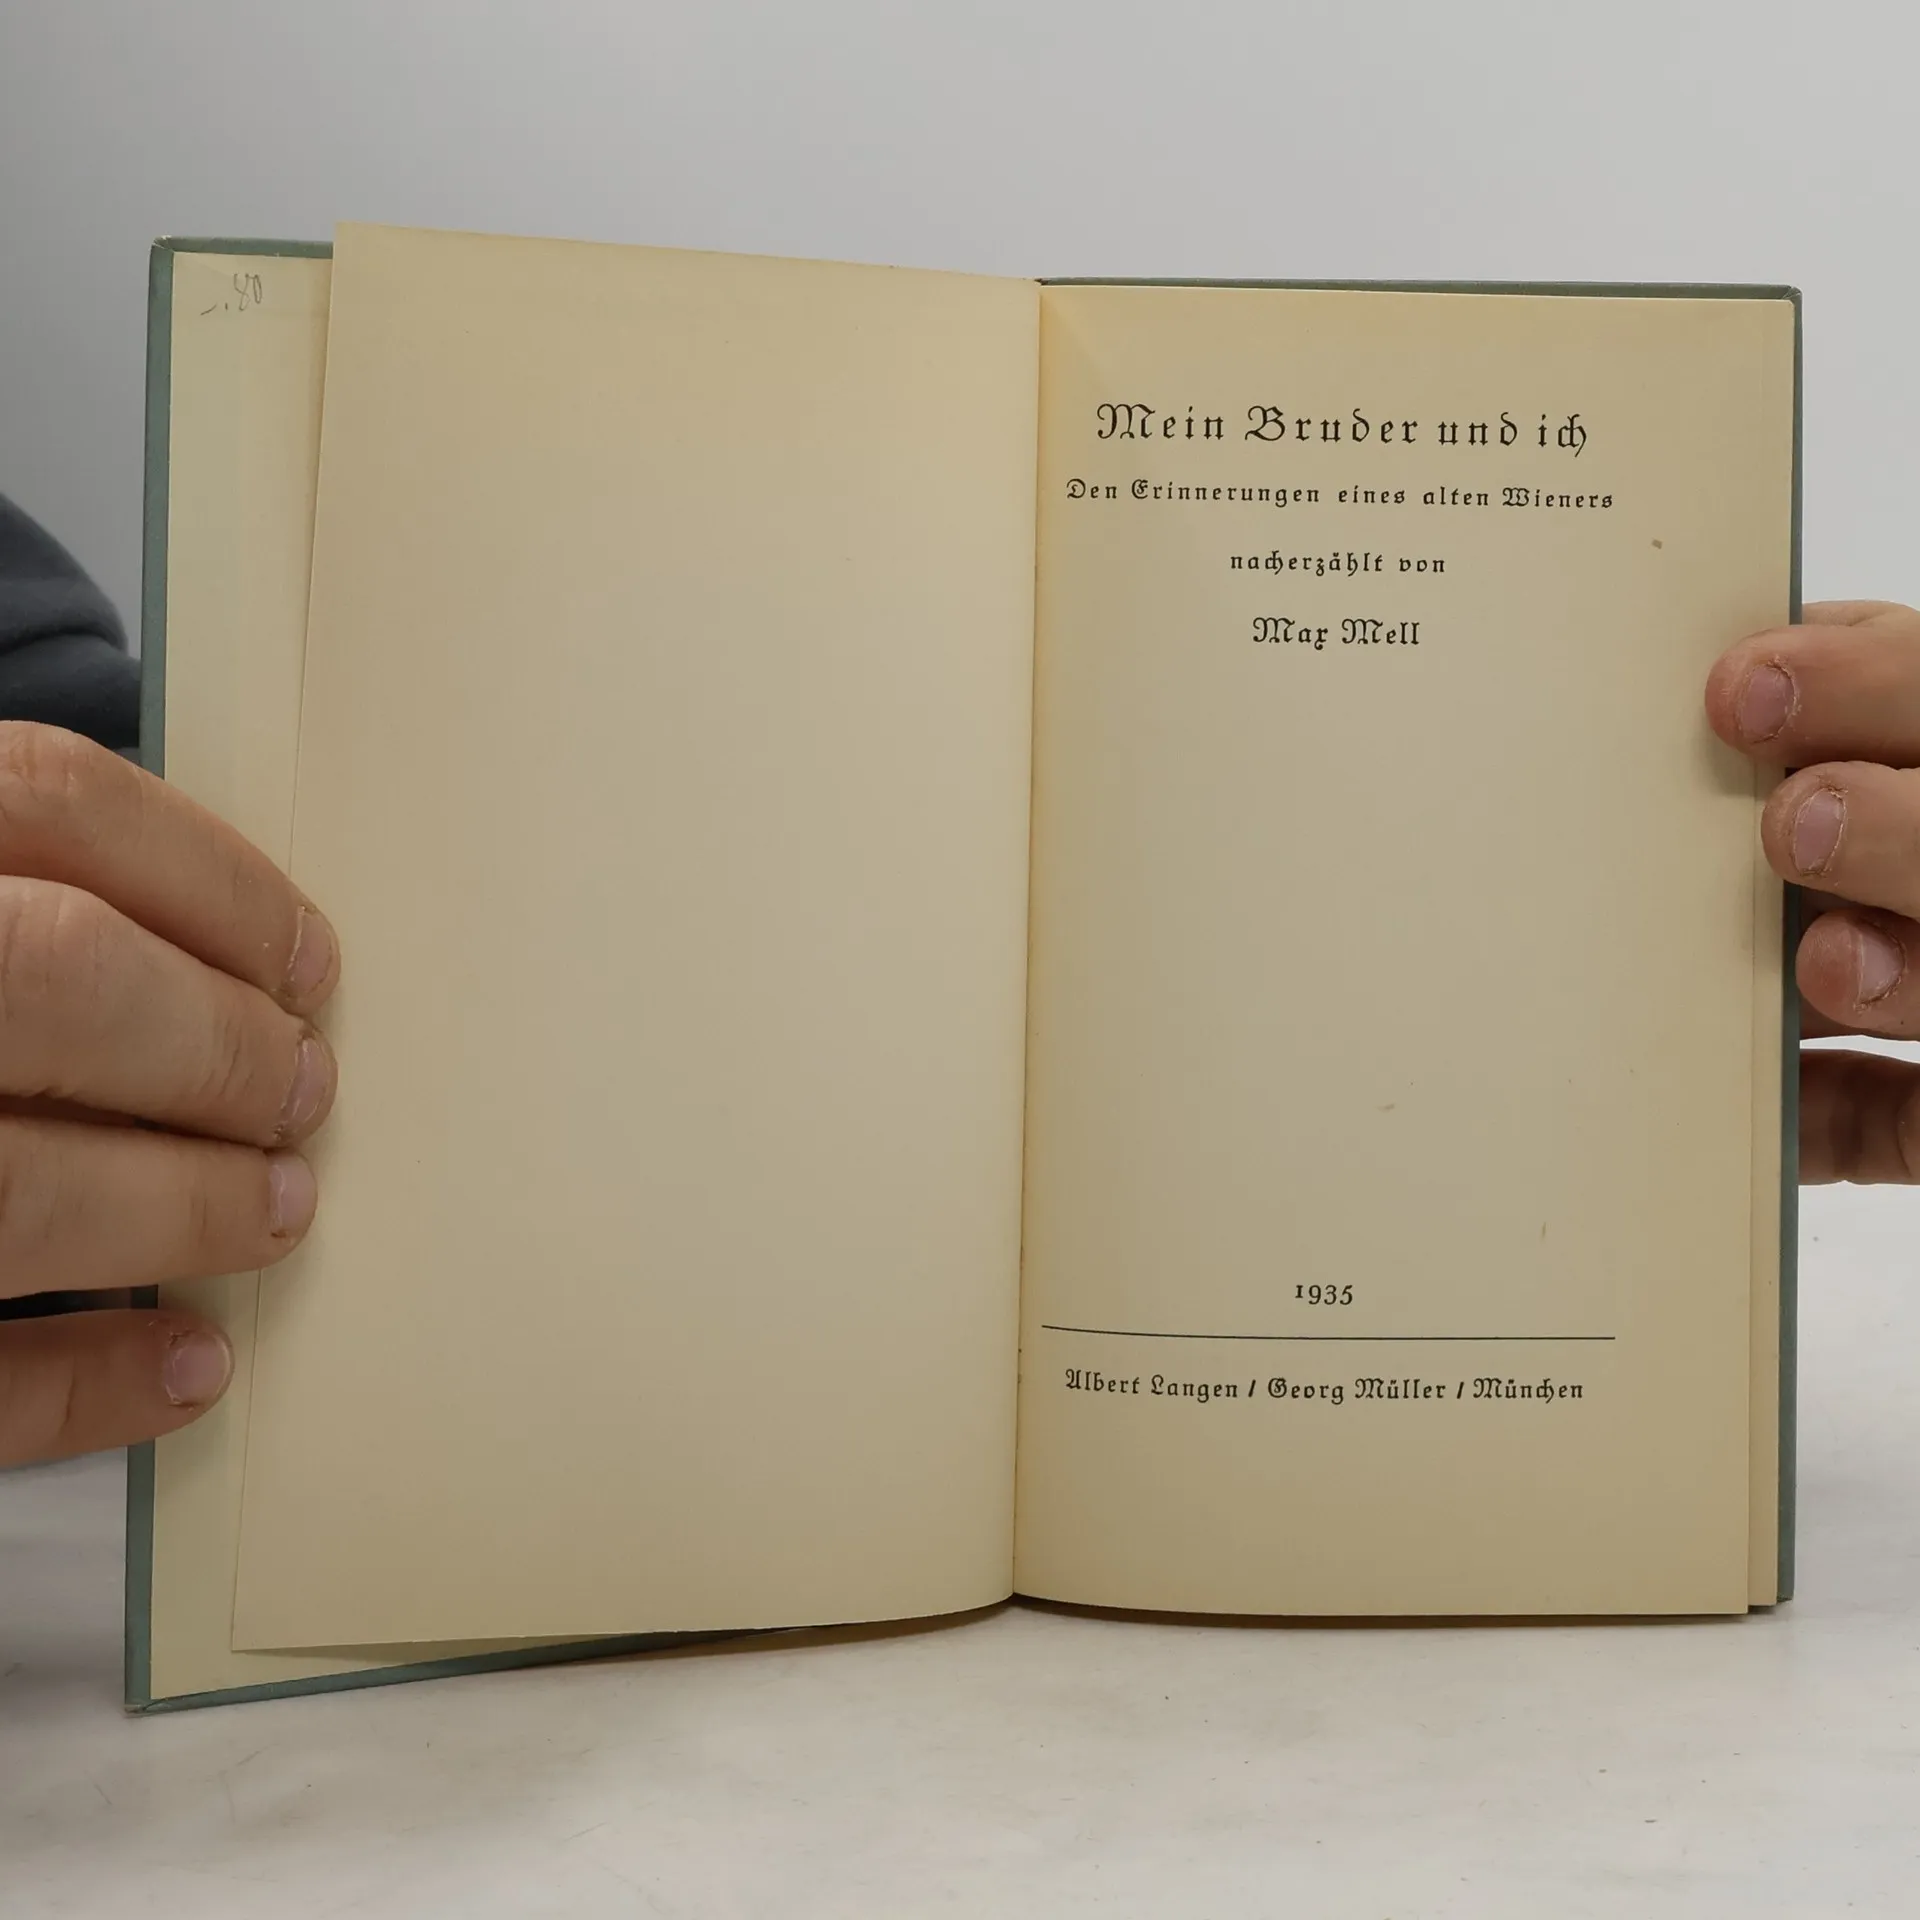 -.80
Mein Bruder und ich
Den Erinnerungen eines alten Wieners
nacherzählt von
Max Mell
1935
Albert Langen / Georg Müller / München